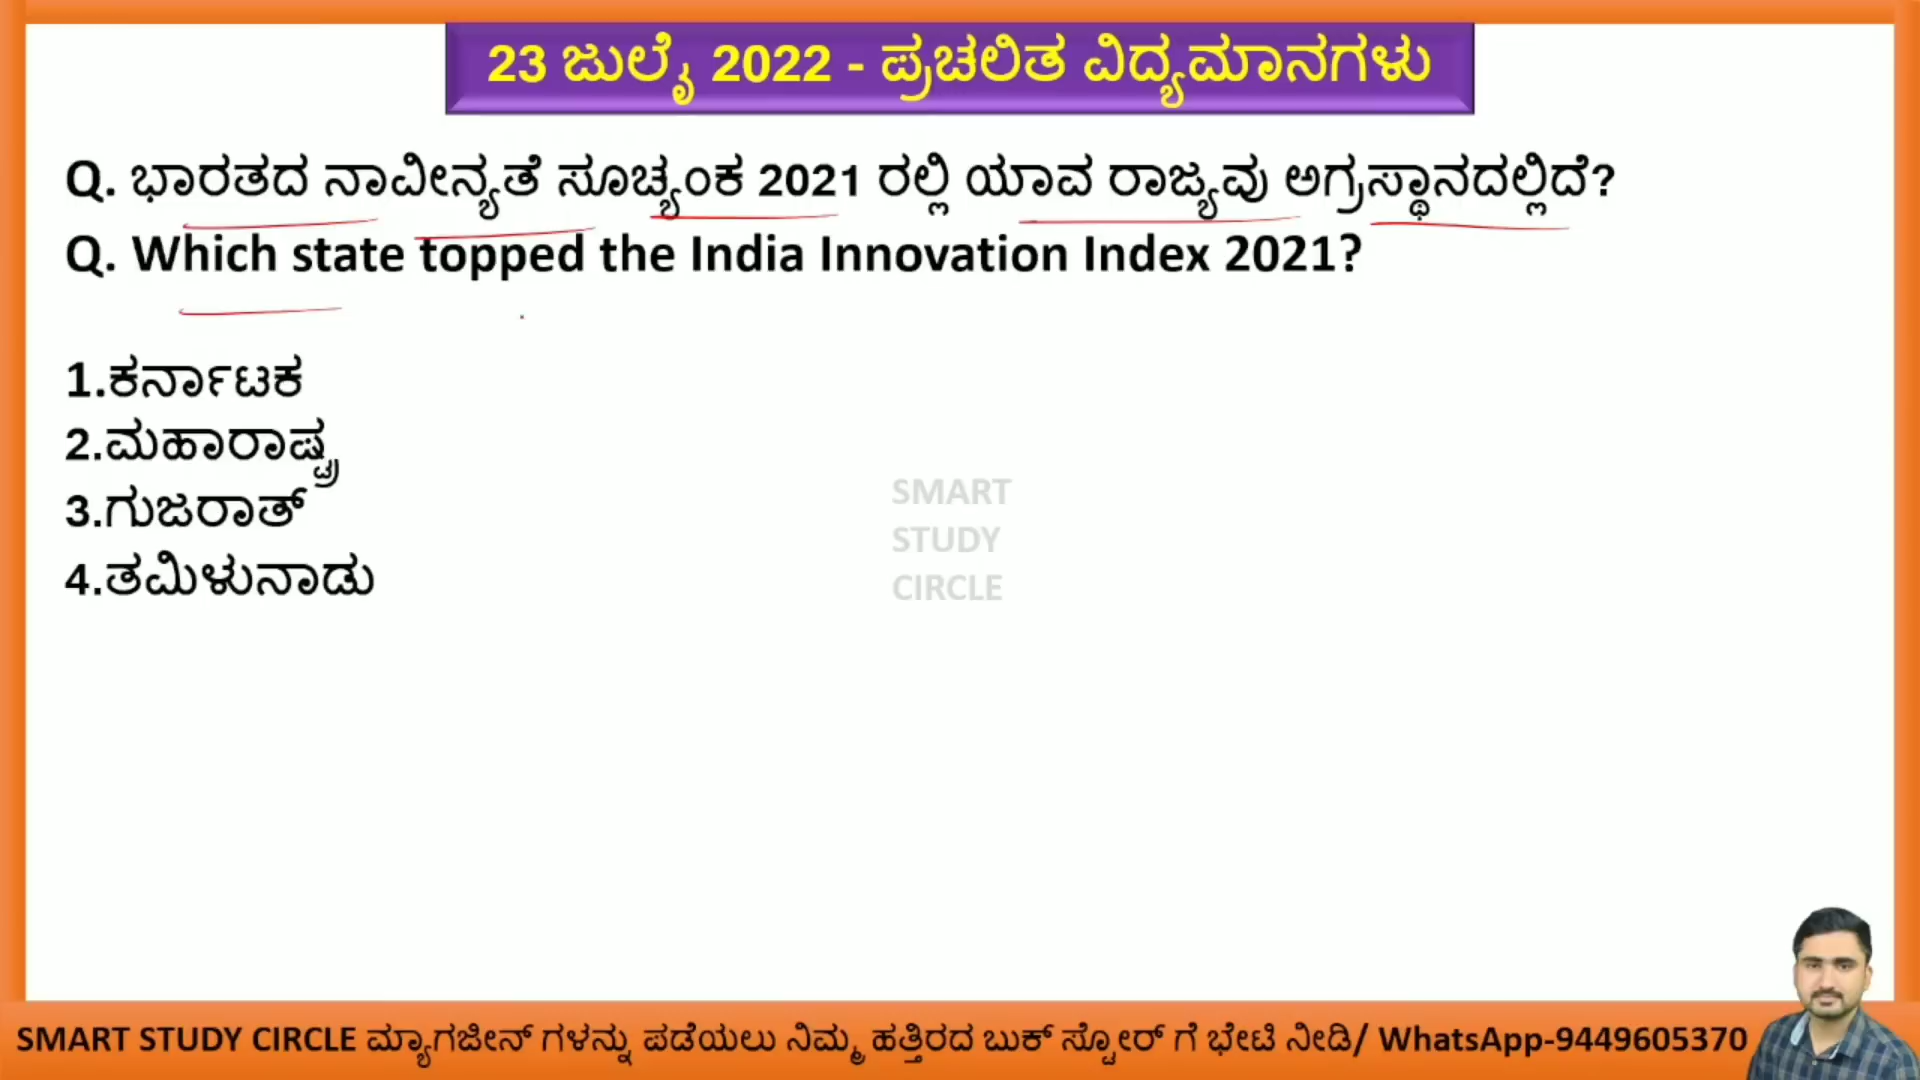 23 ಜುಲೈ 2022 - ಪ್ರಚಲಿತ ವಿದ್ಯಮಾನಗಳು
Q. ಭಾರತದ ನಾವೀನ್ಯತೆ ಸೂಚ್ಯಂಕ 2021 ರಲ್ಲಿ ಯಾವ ರಾಜ್ಯವು ಅಗ್ರಸ್ಥಾನದಲ್ಲಿದೆ?
Q. Which state topped the India Innovation Index 2021?
1.ಕರ್ನಾಟಕ
2.ಮಹಾರಾಷ್ಟ್ರ
3.ಗುಜರಾತ್
4.ತಮಿಳುನಾಡು
SMART
STUDY
CIRCLE
SMART STUDY CIRCLE ಮ್ಯಾಗಜೀನ್ ಗಳನ್ನು ಪಡೆಯಲು ನಿಮ್ಮ ಹತ್ತಿರದ ಬುಕ್ ಸ್ಟೋರ್ ಗೆ ಭೇಟಿ ನೀಡಿ/ WhatsApp-9449605370